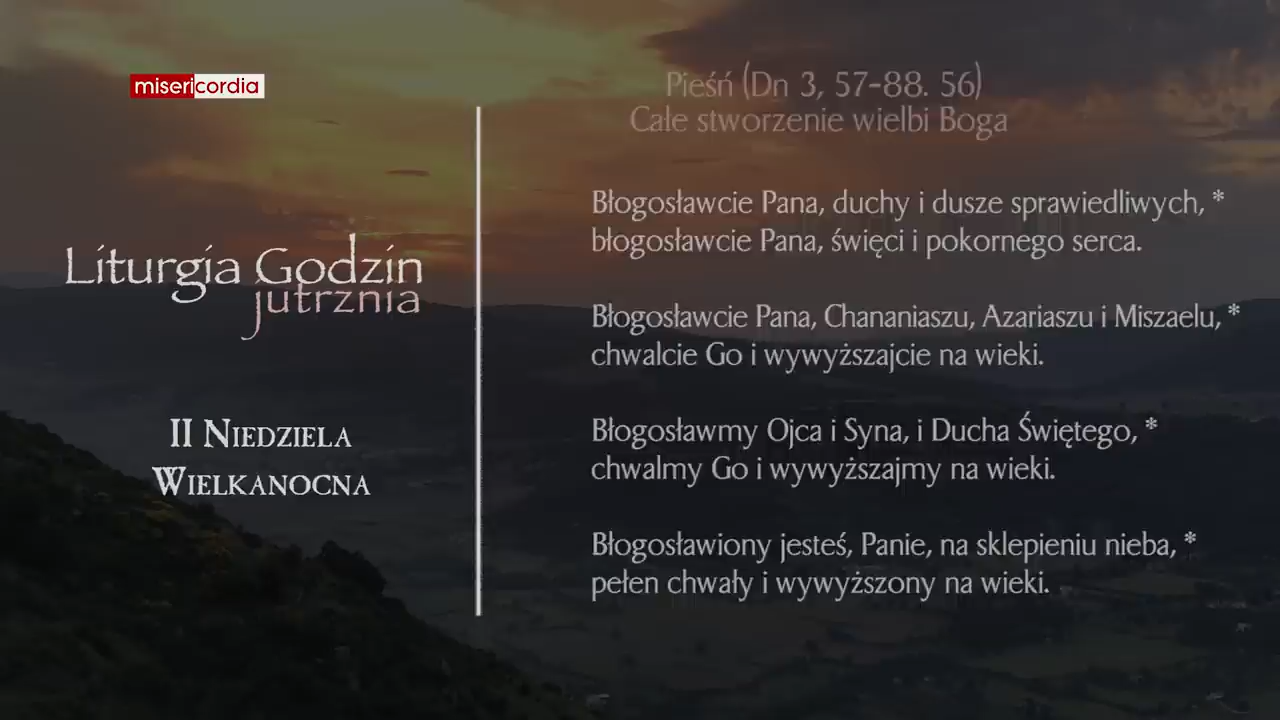 misericordia
Liturgia Godzin
jutrznia
II Niedziela
Wielkanocna
Pieśń (Dn 3, 57-88. 56)
Całe stworzenie wielbi Boga
Błogosławcie Pana, duchy i dusze sprawiedliwych, *
błogosławcie Pana, święci i pokornego serca.
Błogosławcie Pana, Chananiaszu, Azariaszu i Miszaelu, *
chwalcie Go i wywyższajcie na wieki.
Błogosławmy Ojca i Syna, i Ducha Świętego, *
chwalmy Go i wywyższajmy na wieki.
Błogosławiony jesteś, Panie, na sklepieniu nieba, *
pełen chwały i wywyższony na wieki.